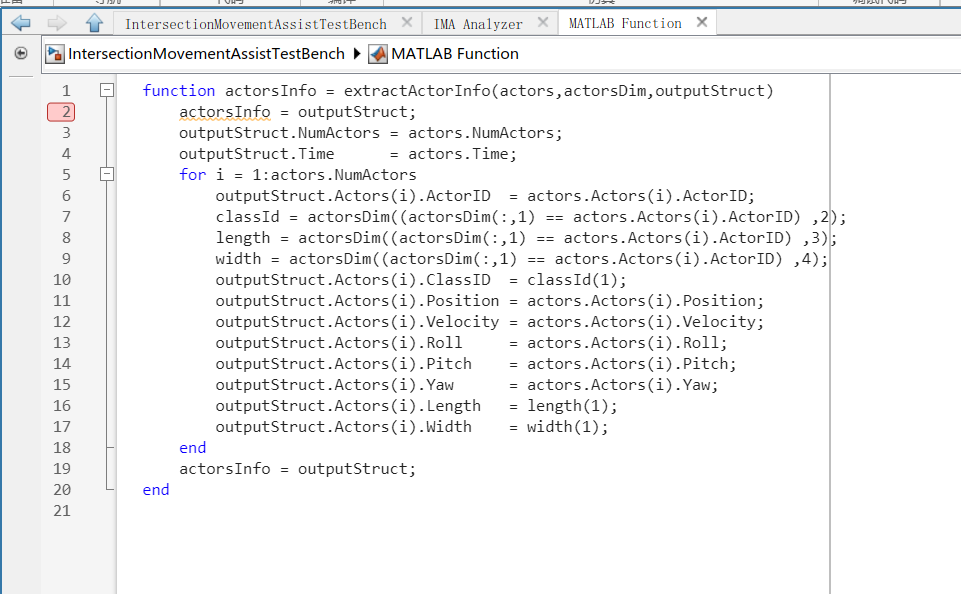 IntersectionMovementAssistTestBench IMA Analyzer MATLAB Function
IntersectionMovementAssistTestBench MATLAB Function
1 function actorsInfo = extractActorInfo(actors,actorsDim,outputStruct)
2 actorsInfo = outputStruct;
3 outputStruct.NumActors = actors.NumActors;
4 outputStruct.Time = actors.Time;
5 for i = 1:actors.NumActors
6 outputStruct.Actors(i).ActorID = actors.Actors(i).ActorID;
7 classId = actorsDim((actorsDim(:,1) == actors.Actors(i).ActorID) ,2);
8 length = actorsDim((actorsDim(:,1) == actors.Actors(i).ActorID) ,3);
9 width = actorsDim((actorsDim(:,1) == actors.Actors(i).ActorID) ,4);
10 outputStruct.Actors(i).ClassID = classId(1);
11 outputStruct.Actors(i).Position = actors.Actors(i).Position;
12 outputStruct.Actors(i).Velocity = actors.Actors(i).Velocity;
13 outputStruct.Actors(i).Roll = actors.Actors(i).Roll;
14 outputStruct.Actors(i).Pitch = actors.Actors(i).Pitch;
15 outputStruct.Actors(i).Yaw = actors.Actors(i).Yaw;
16 outputStruct.Actors(i).Length = length(1);
17 outputStruct.Actors(i).Width = width(1);
18 end
19 actorsInfo = outputStruct;
20 end
21